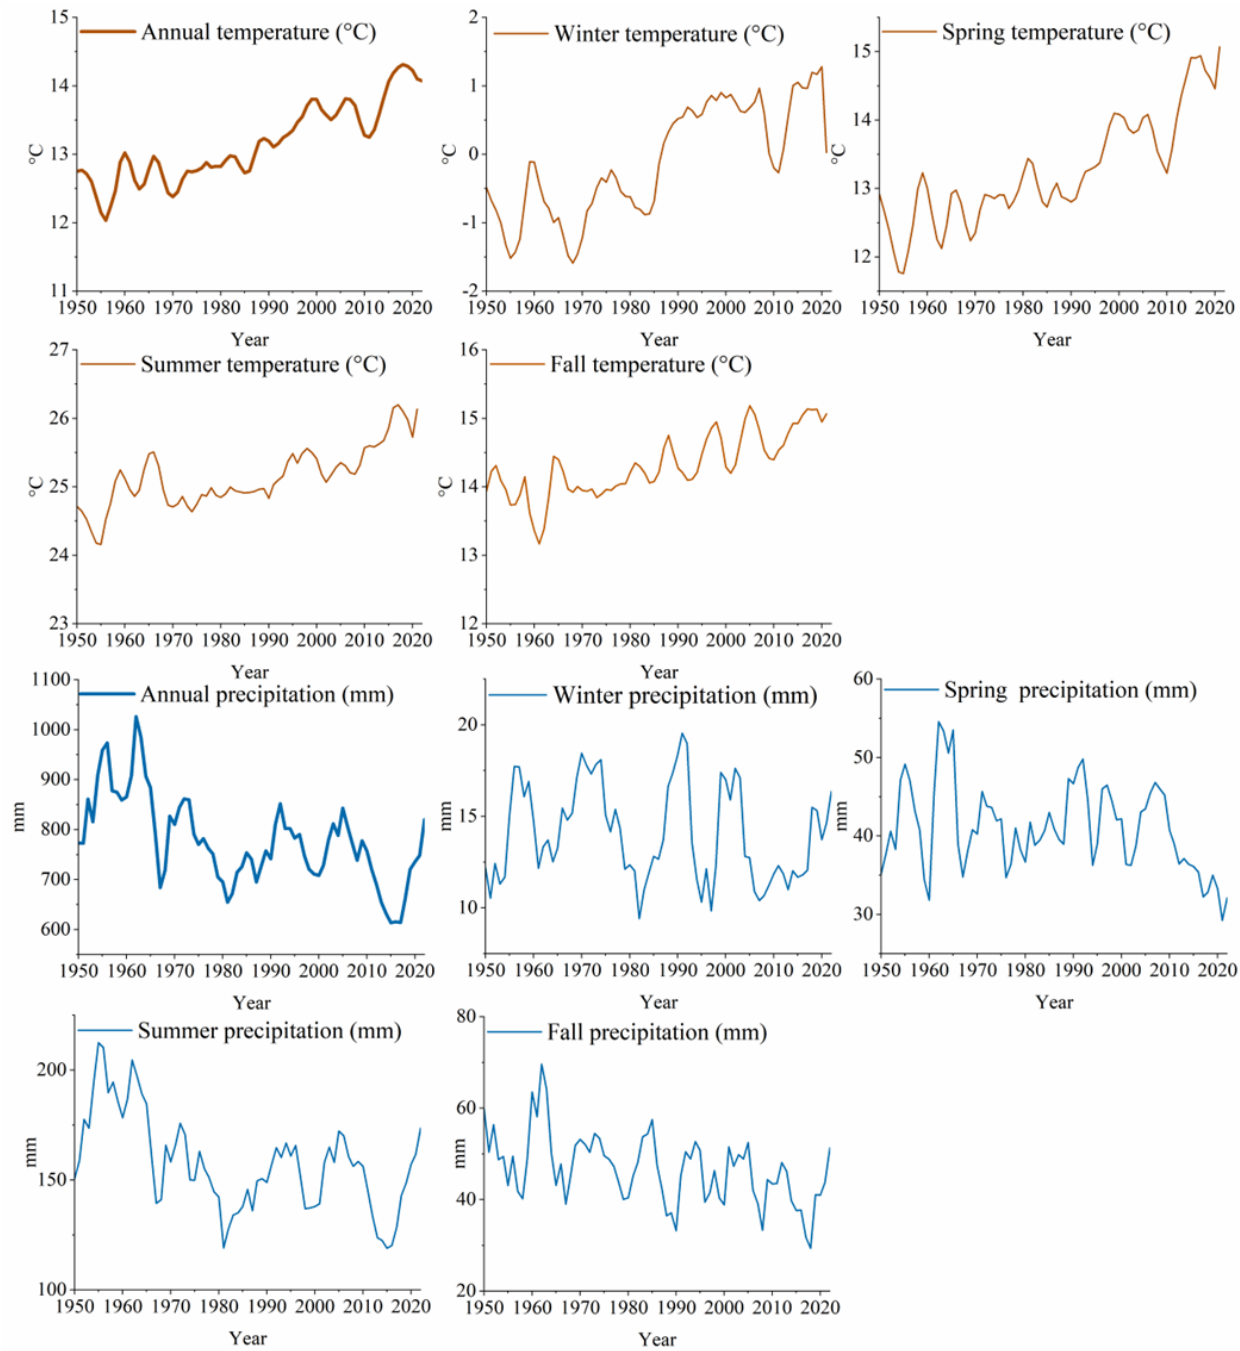 Annual temperature (°C)
15
14
13
12
11
°C
1950 1960 1970 1980 1990 2000 2010 2020
Year
Winter temperature (°C)
2
1
0
-1
-2
°C
1950 1960 1970 1980 1990 2000 2010 2020
Year
Spring temperature (°C)
15
14
13
12
°C
1950 1960 1970 1980 1990 2000 2010 2020
Year
Summer temperature (°C)
27
26
25
24
23
°C
1950 1960 1970 1980 1990 2000 2010 2020
Year
Fall temperature (°C)
16
15
14
13
12
°C
1950 1960 1970 1980 1990 2000 2010 2020
Year
Annual precipitation (mm)
1100
1000
900
800
700
600
mm
1950 1960 1970 1980 1990 2000 2010 2020
Year
Winter precipitation (mm)
20
15
10
mm
1950 1960 1970 1980 1990 2000 2010 2020
Year
Spring precipitation (mm)
60
50
40
30
mm
1950 1960 1970 1980 1990 2000 2010 2020
Year
Summer precipitation (mm)
200
150
100
mm
1950 1960 1970 1980 1990 2000 2010 2020
Year
Fall precipitation (mm)
80
60
40
20
mm
1950 1960 1970 1980 1990 2000 2010 2020
Year